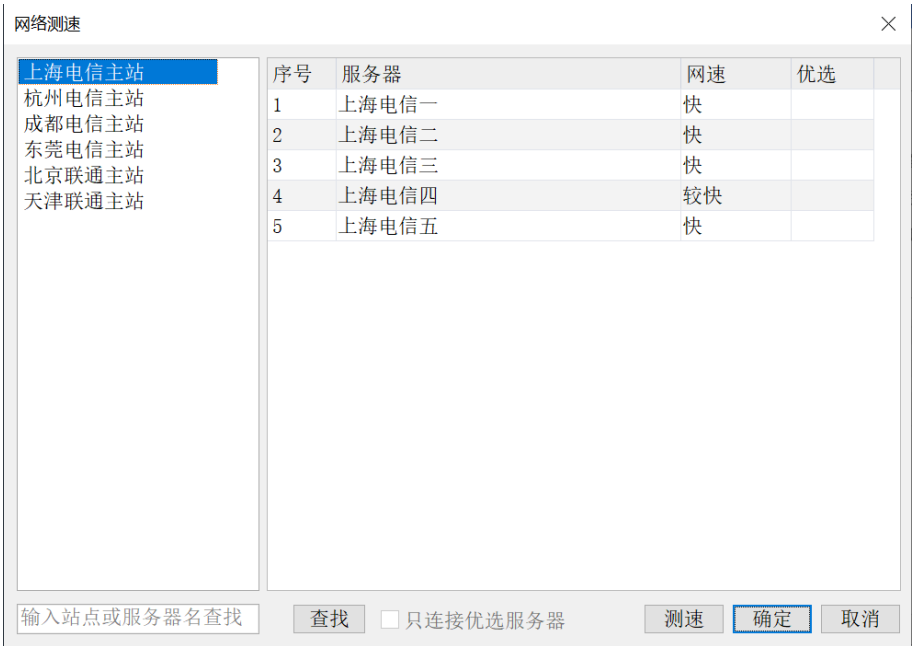 网络测速
上海电信主站
杭州电信主站
成都电信主站
东莞电信主站
北京联通主站
天津联通主站
序号 服务器 网速 优选
1 上海电信一 快
2 上海电信二 快
3 上海电信三 快
4 上海电信四 较快
5 上海电信五 快
输入站点或服务器名查找 查找 只连接优选服务器 测速 确定 取消